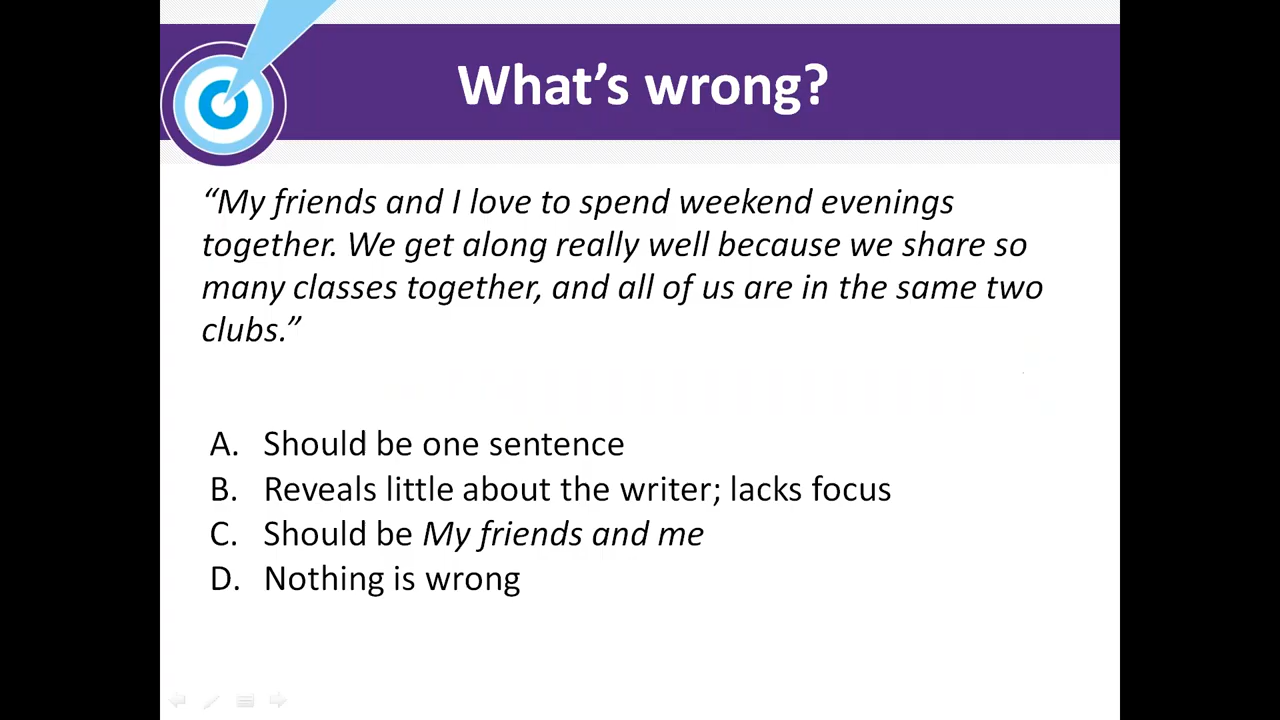 What’s wrong?
“My friends and I love to spend weekend evenings
together. We get along really well because we share so
many classes together, and all of us are in the same two
clubs.”
A. Should be one sentence
B. Reveals little about the writer; lacks focus
C. Should be My friends and me
D. Nothing is wrong